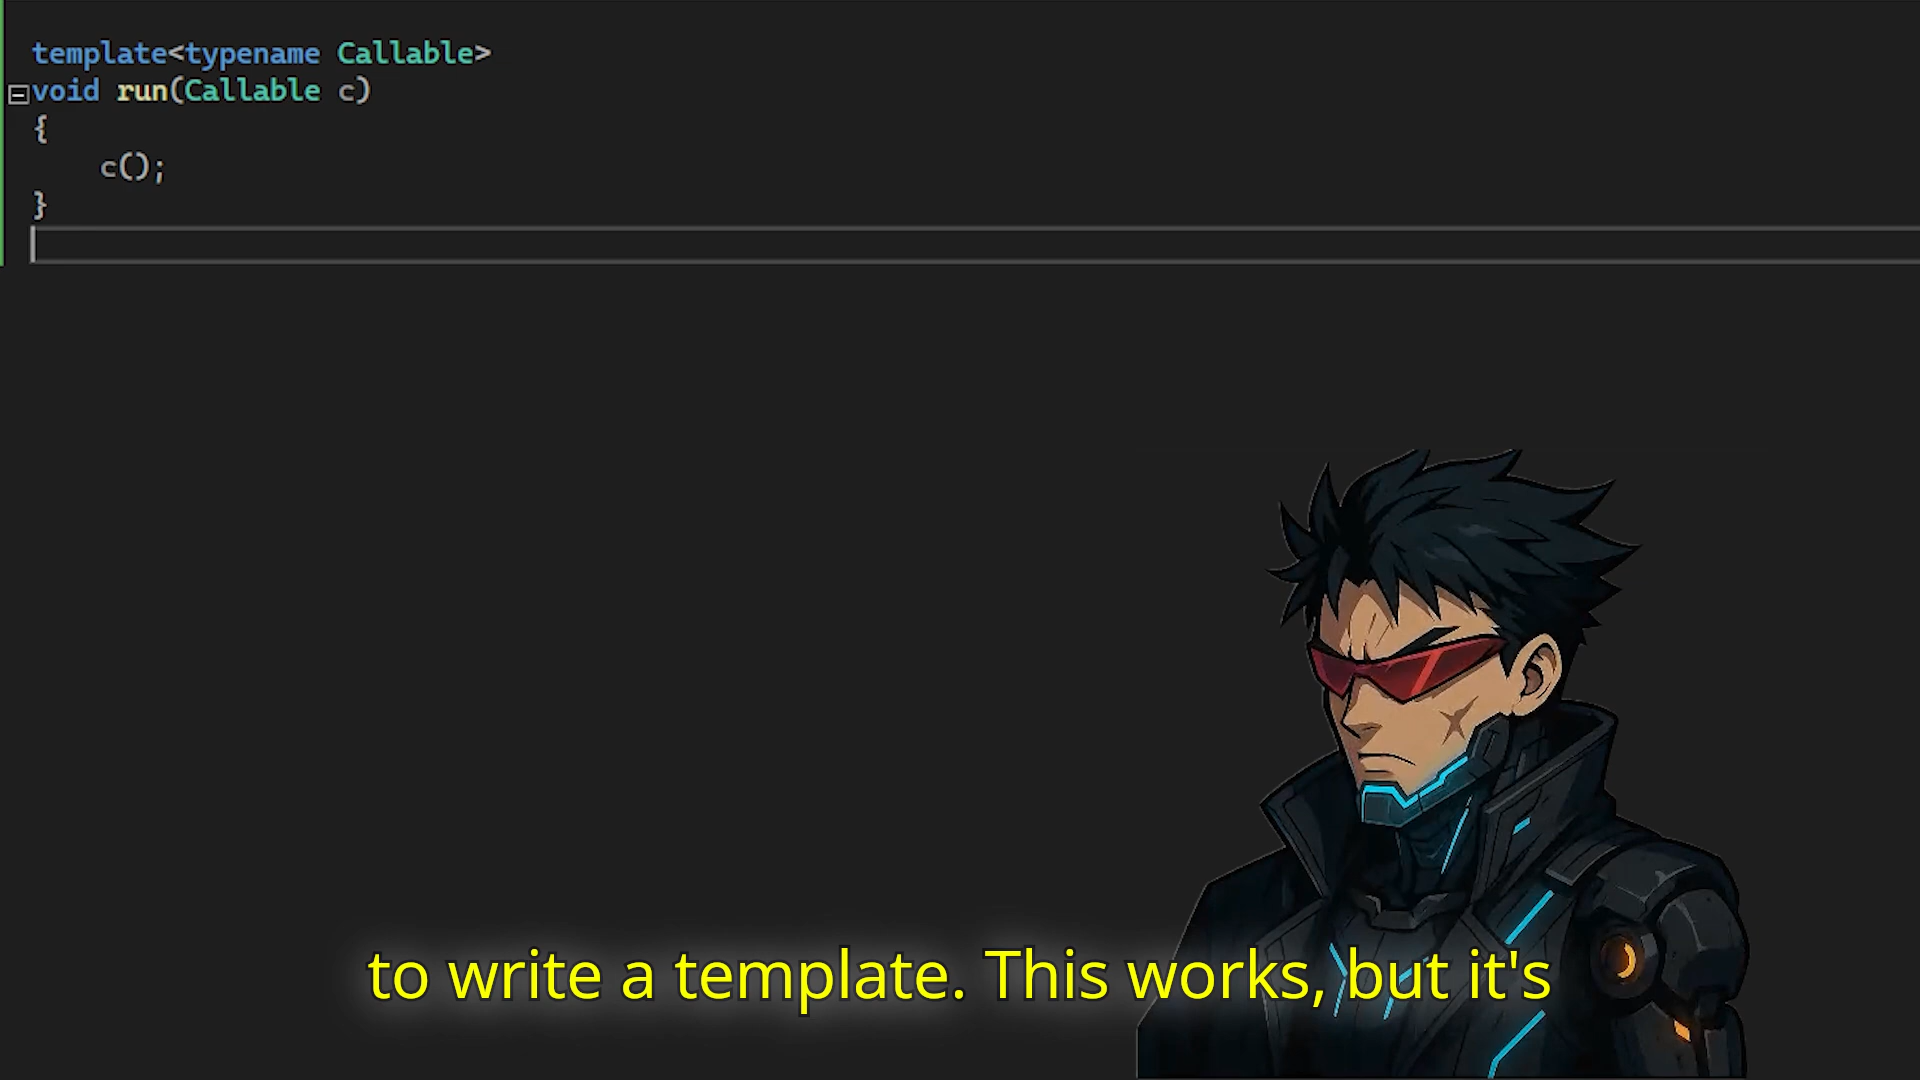 template<typename Callable>
void run(Callable c)
{
    c();
}
to write a template. This works, but it's